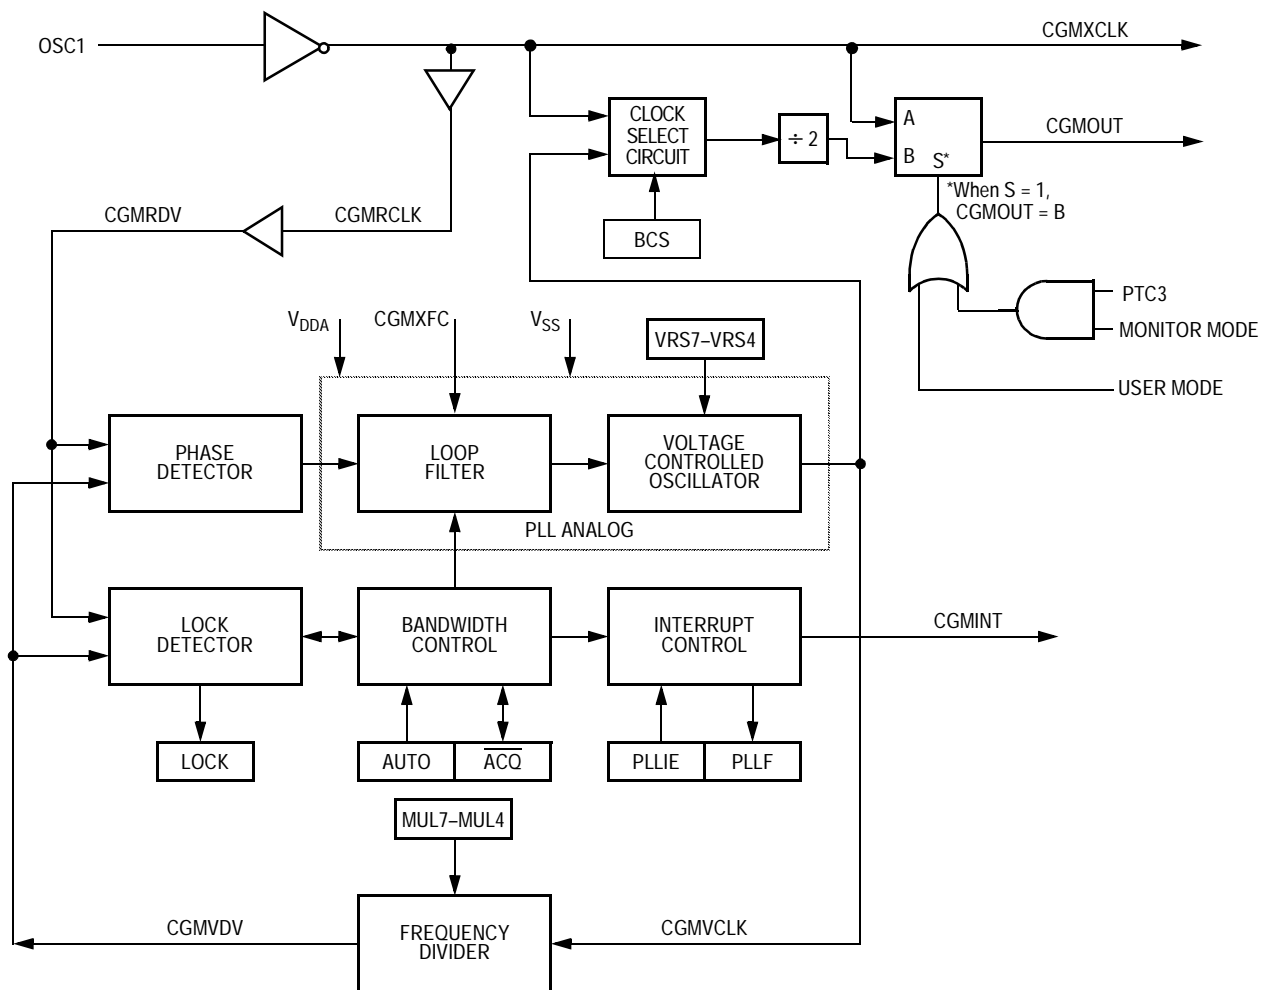 OSC1
CGMXCLK
CLOCK
SELECT
CIRCUIT
÷ 2
A
B
S*
CGMOUT
*When S = 1,
CGMOUT = B
CGMRDV
CGMRCLK
BCS
PTC3
MONITOR MODE
USER MODE
VDDA
CGMXFC
VSS
VRS7–VRS4
PHASE
DETECTOR
LOOP
FILTER
VOLTAGE
CONTROLLED
OSCILLATOR
PLL ANALOG
LOCK
DETECTOR
BANDWIDTH
CONTROL
INTERRUPT
CONTROL
CGMINT
LOCK
AUTO
ACQ
PLLIE
PLLF
MUL7–MUL4
CGMVDV
FREQUENCY
DIVIDER
CGMVCLK